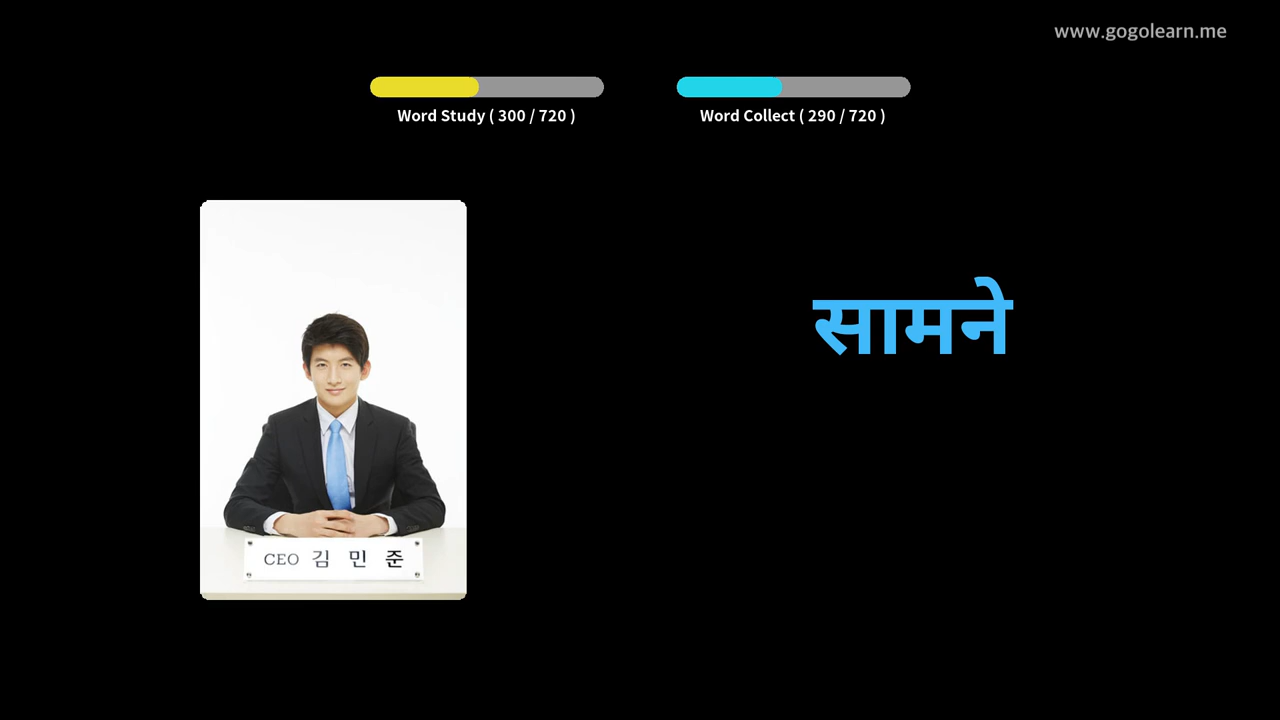 www.gogolearn.me
Word Study ( 300 / 720 )
Word Collect ( 290 / 720 )
सामने
CEO 김 민 준